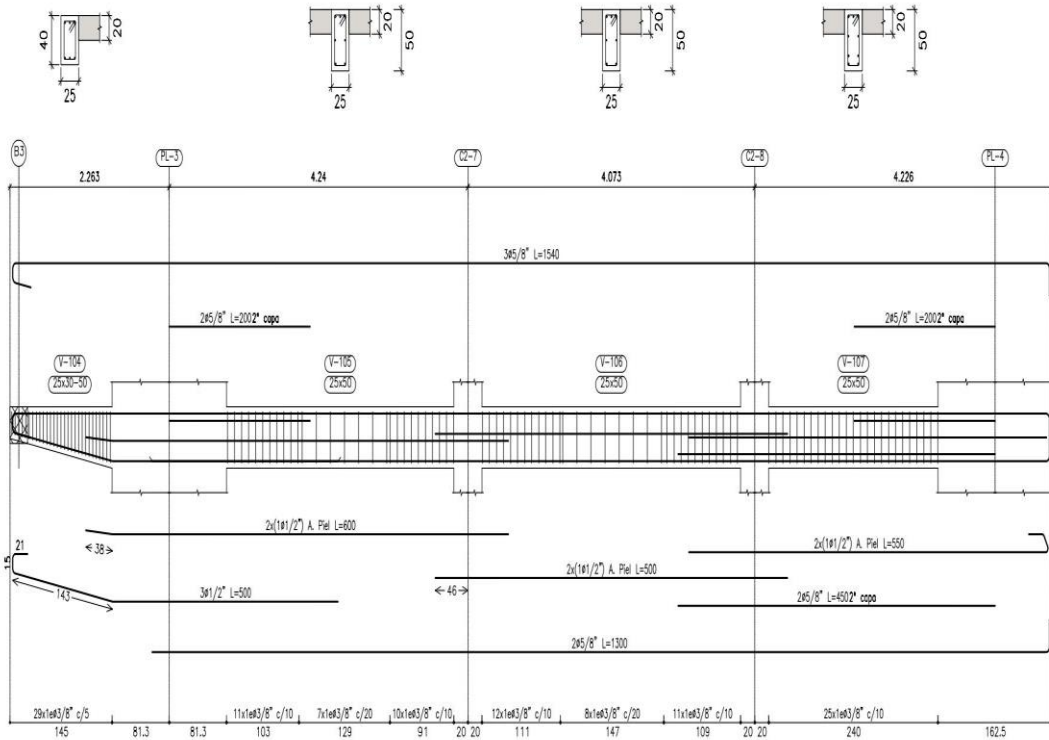 40
20
25
20
50
25
20
50
25
20
50
25
B3
PL-3
C2-7
C2-8
PL-4
2.263
4.24
4.073
4.226
3ø5/8" L=1540
2ø5/8" L=2002ª capa
2ø5/8" L=2002ª capa
V-104
V-105
V-106
V-107
25x30-50
25x50
25x50
25x50
2x(1ø1/2") A. Piel L=600
38
21
15
2x(1ø1/2") A. Piel L=550
2x(1ø1/2") A. Piel L=500
46
143
3ø1/2" L=500
2ø5/8" L=4502ª capa
2ø5/8" L=1300
29x1eø3/8" c/5
11x1eø3/8" c/10
7x1eø3/8" c/20
10x1eø3/8" c/10
12x1eø3/8" c/10
8x1eø3/8" c/20
11x1eø3/8" c/10
25x1eø3/8" c/10
145
81.3
81.3
103
129
91
20
20
111
147
109
20
20
240
162.5